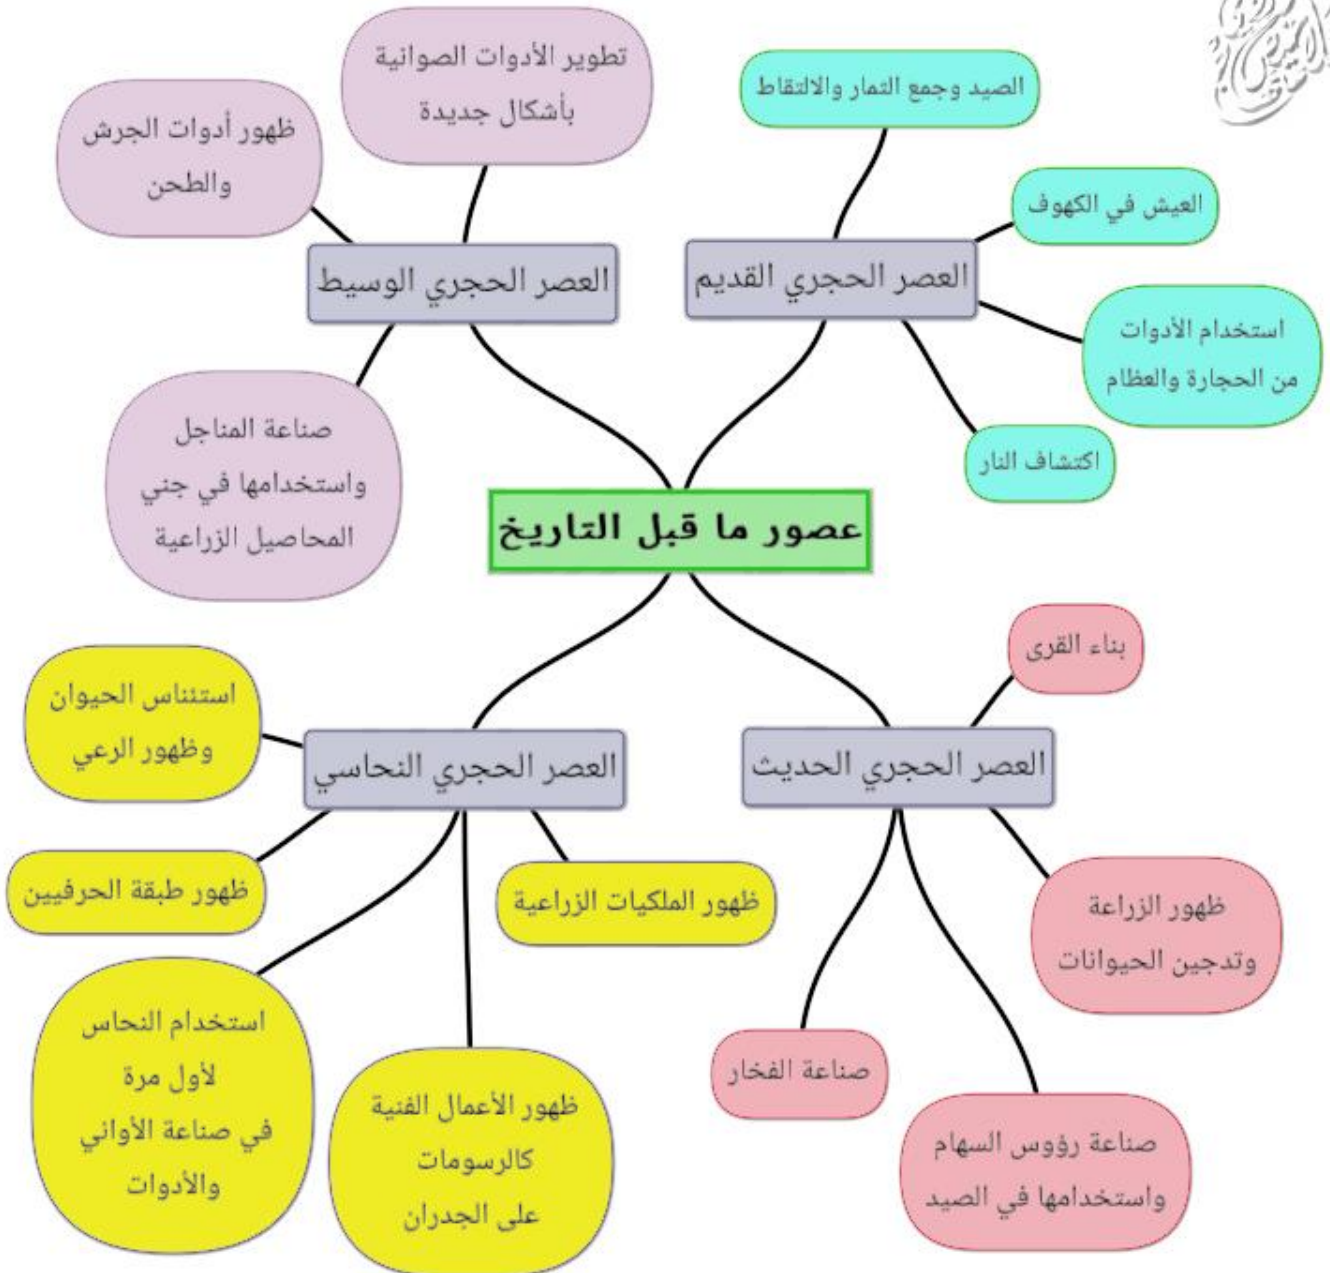 تطوير الأدوات الصوانية
بأشكال جديدة
ظهور أدوات الجرش
والطحن
العصر الحجري الوسيط
صناعة المناجل
واستخدامها في جني
المحاصيل الزراعية
الصيد وجمع الثمار والالتقاط
العيش في الكهوف
العصر الحجري القديم
استخدام الأدوات
من الحجارة والعظام
اكتشاف النار
عصور ما قبل التاريخ
بناء القرى
العصر الحجري الحديث
ظهور الزراعة
وتدجين الحيوانات
صناعة الفخار
صناعة رؤوس السهام
واستخدامها في الصيد
استئناس الحيوان
وظهور الرعي
العصر الحجري النحاسي
ظهور طبقة الحرفيين
ظهور الملكيات الزراعية
استخدام النحاس
لأول مرة
في صناعة الأواني
والأدوات
ظهور الأعمال الفنية
كالرسومات
على الجدران